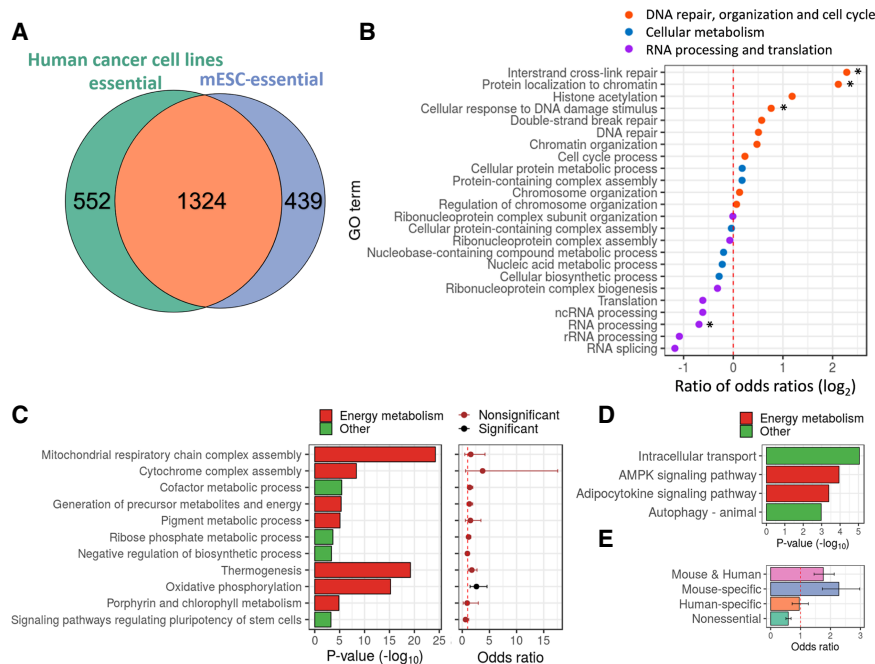 A
Human cancer cell lines
essential
mESC-essential
552
1324
439
B
DNA repair, organization and cell cycle
Cellular metabolism
RNA processing and translation
GO term
Interstrand cross-link repair
*
Protein localization to chromatin
*
Histone acetylation
Cellular response to DNA damage stimulus
*
Double-strand break repair
DNA repair
Chromatin organization
Cell cycle process
Cellular protein metabolic process
Protein-containing complex assembly
Chromosome organization
Regulation of chromosome organization
Ribonucleoprotein complex subunit organization
Cellular protein-containing complex assembly
Ribonucleoprotein complex assembly
Nucleobase-containing compound metabolic process
Nucleic acid metabolic process
Cellular biosynthetic process
Ribonucleoprotein complex biogenesis
Translation
ncRNA processing
RNA processing
*
rRNA processing
RNA splicing
-1 0 1 2
Ratio of odds ratios (log2)
C
Energy metabolism
Other
Nonsignificant
Significant
Mitochondrial respiratory chain complex assembly
Cytochrome complex assembly
Cofactor metabolic process
Generation of precursor metabolites and energy
Pigment metabolic process
Ribose phosphate metabolic process
Negative regulation of biosynthetic process
Thermogenesis
Oxidative phosphorylation
Porphyrin and chlorophyll metabolism
Signaling pathways regulating pluripotency of stem cells
0 5 10 15 20 25
P-value (-log10)
0 5 10 15
Odds ratio
D
Energy metabolism
Other
Intracellular transport
AMPK signaling pathway
Adipocytokine signaling pathway
Autophagy - animal
0 1 2 3 4 5
P-value (-log10)
E
Mouse & Human
Mouse-specific
Human-specific
Nonessential
0 1 2 3
Odds ratio